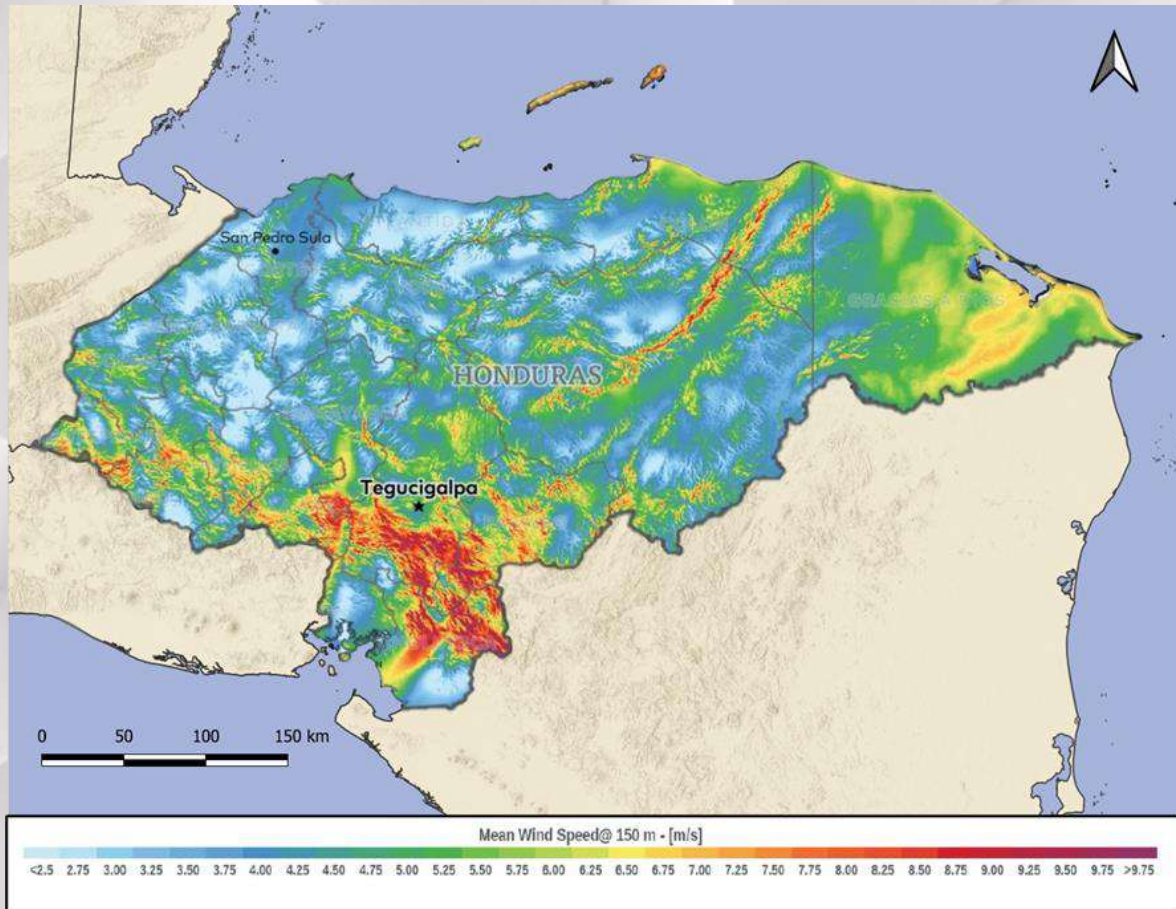 San Pedro Sula
GRACIAS A DIOS
HONDURAS
Tegucigalpa
0 50 100 150 km
Mean Wind Speed@ 150 m - [m/s]
<2.5 2.75 3.00 3.25 3.50 3.75 4.00 4.25 4.50 4.75 5.00 5.25 5.50 5.75 6.00 6.25 6.50 6.75 7.00 7.25 7.50 7.75 8.00 8.25 8.50 8.75 9.00 9.25 9.50 9.75 >9.75